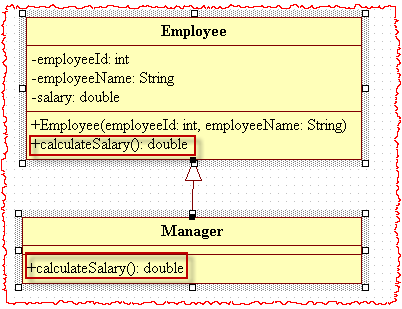 Employee
-employeeId: int
-employeeName: String
-salary: double
+Employee(employeeId: int, employeeName: String)
+calculateSalary(): double
Manager
+calculateSalary(): double